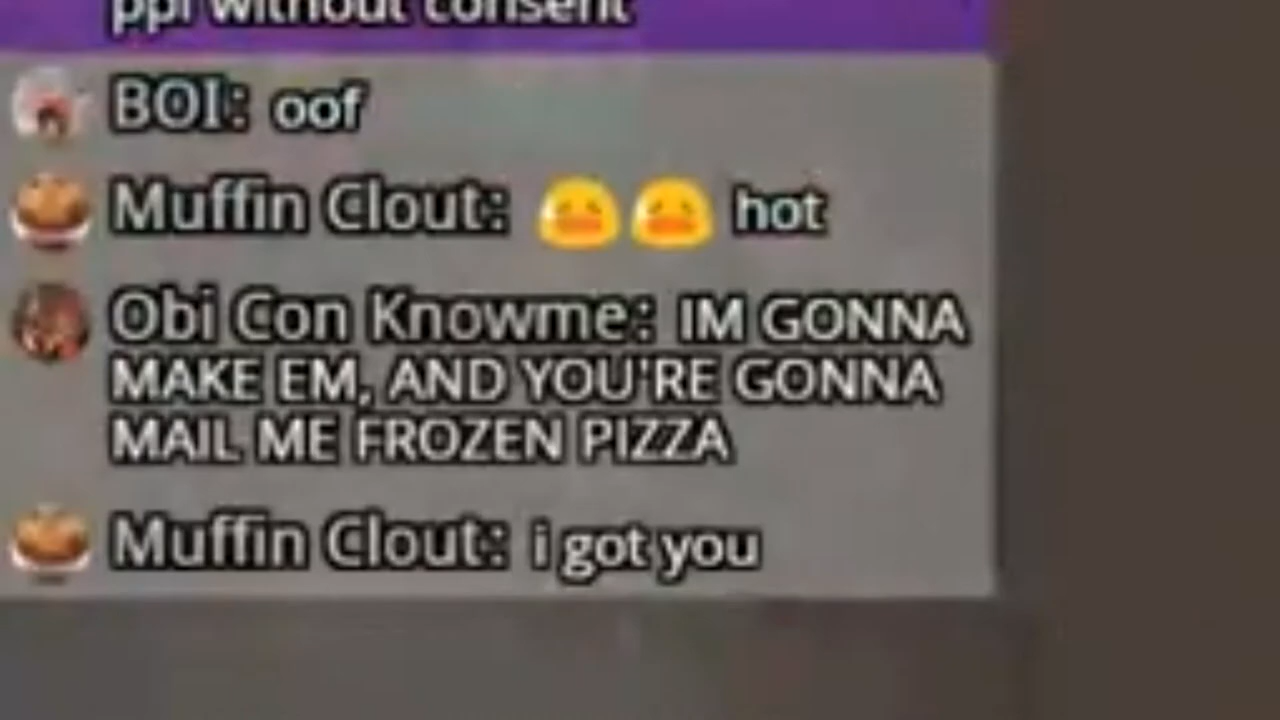 ppl without consent
BOI: oof
Muffin Clout: 😩😩 hot
Obi Con Knowme: IM GONNA
MAKE EM, AND YOU'RE GONNA
MAIL ME FROZEN PIZZA
Muffin Clout: i got you